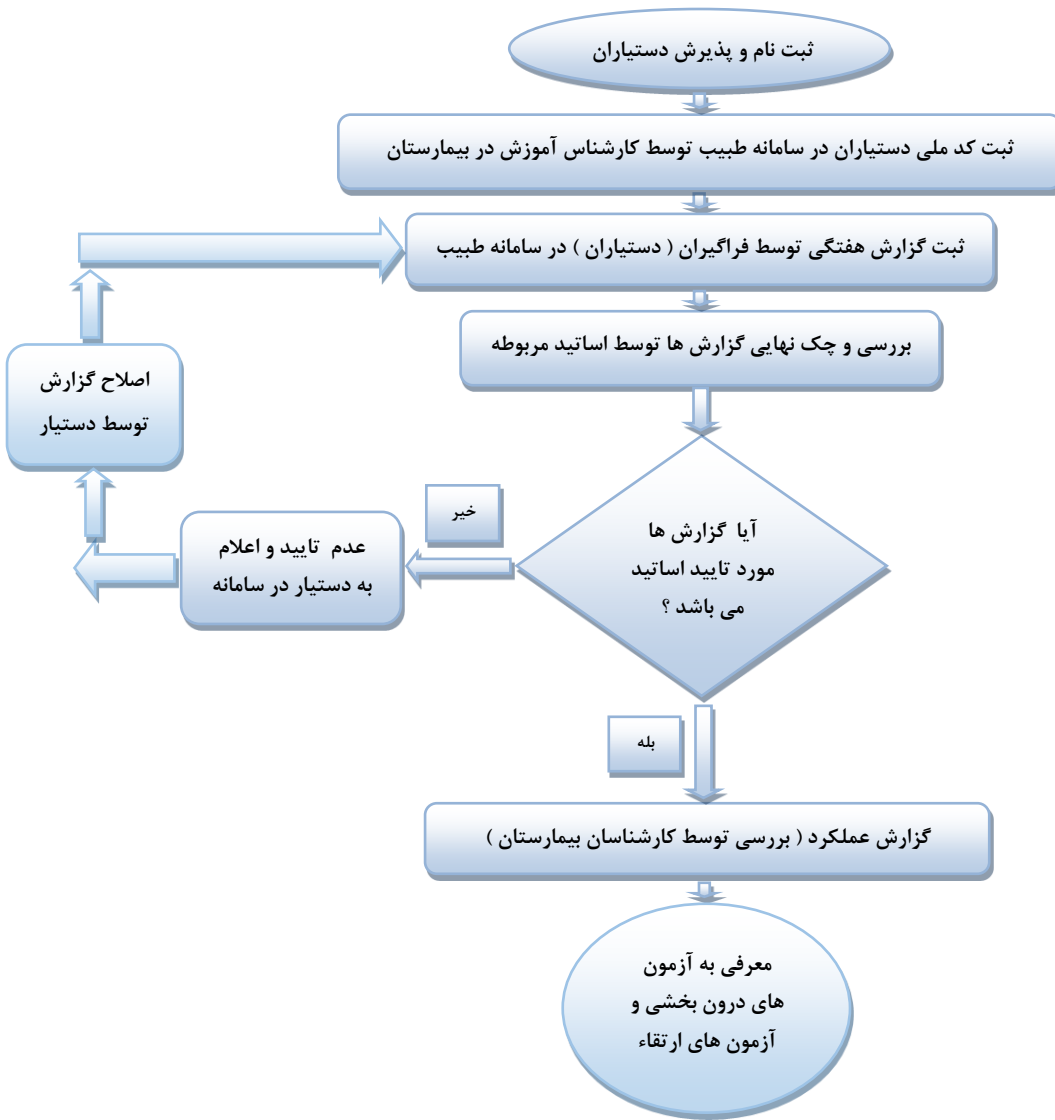 ثبت نام و پذیرش دستیاران
ثبت کد ملی دستیاران در سامانه طبیب توسط کارشناس آموزش در بیمارستان
ثبت گزارش هفتگی توسط فراگیران ( دستیاران ) در سامانه طبیب
بررسی و چک نهایی گزارش ها توسط اساتید مربوطه
آیا گزارش ها
مورد تایید اساتید
می باشد ؟
خیر
عدم تایید و اعلام
به دستیار در سامانه
اصلاح گزارش
توسط دستیار
بله
گزارش عملکرد ( بررسی توسط کارشناسان بیمارستان )
معرفی به آزمون
های درون بخشی و
آزمون های ارتقاء